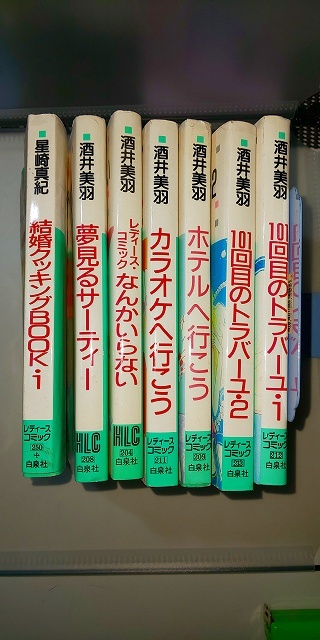 星崎真紀
結婚クッキングBOOK・1
レディース
コミック
250
白泉社
酒井美羽
夢見るサーティー
HLC
208
白泉社
酒井美羽
レディース・
コミック
なんかいらない
HLC
204
白泉社
酒井美羽
カラオケへ行こう
レディース
コミック
211
白泉社
酒井美羽
ホテルへ行こう
レディース
コミック
209
白泉社
2
酒井美羽
101回目のトラバーユ・2
レディース
コミック
白泉社
酒井美羽
101回目のトラバーユ・1
レディース
コミック
213
白泉社